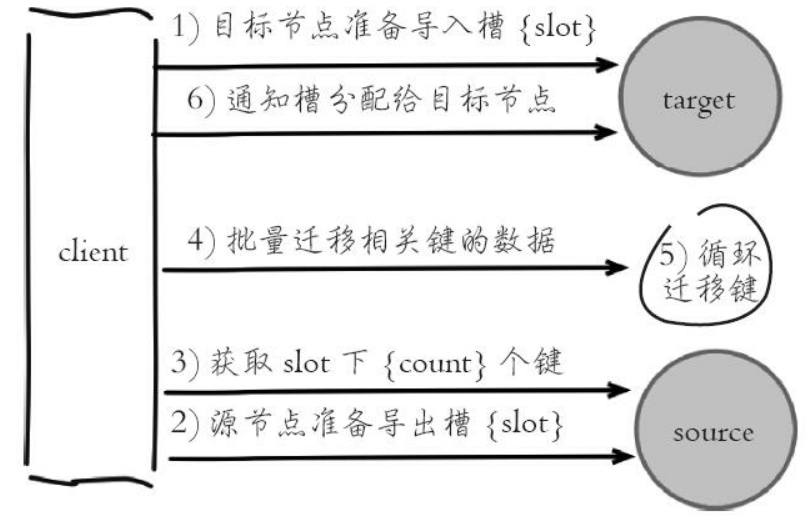 1) 目标节点准备导入槽 {slot}
target
6) 通知槽分配给目标节点
client
4) 批量迁移相关键的数据
5) 循环
迁移键
3) 获取 slot 下 {count} 个键
2) 源节点准备导出槽 {slot}
source